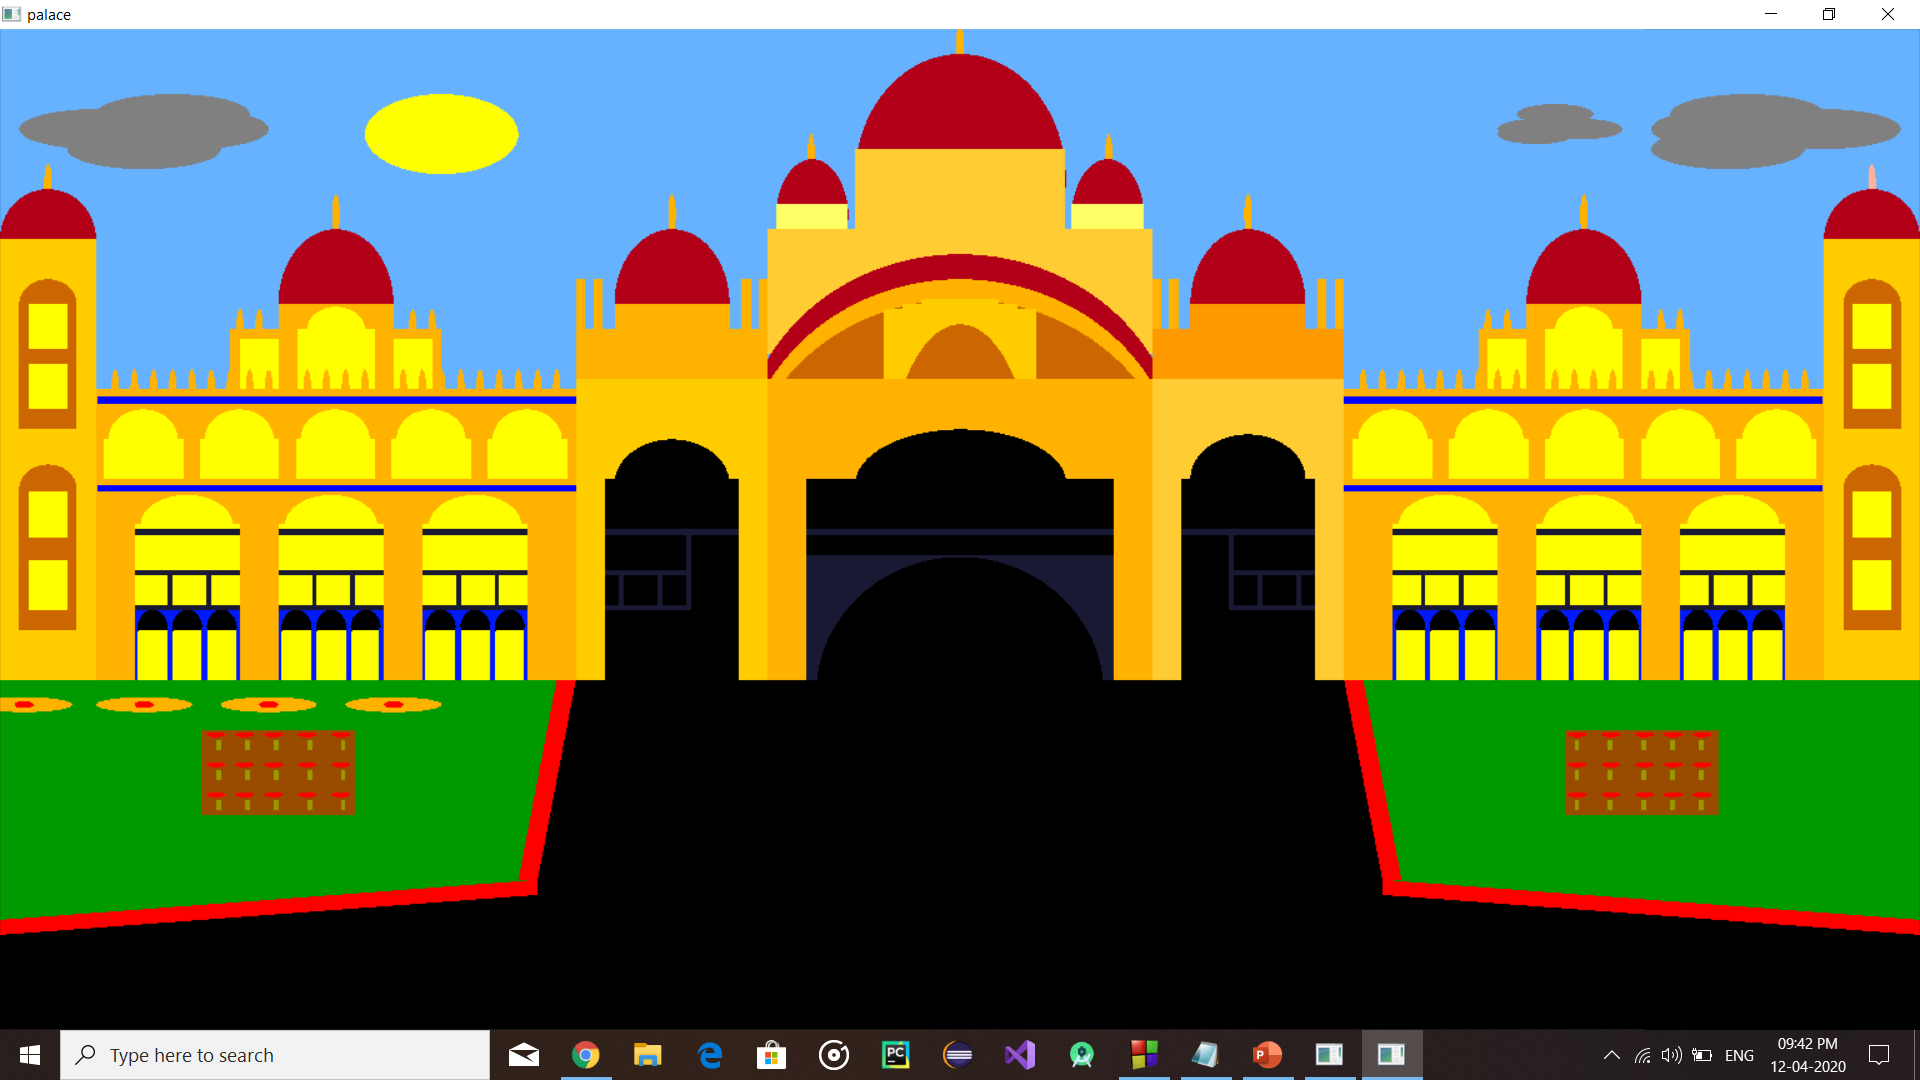 palace
Type here to search
PC
P
ENG
09:42 PM
12-04-2020